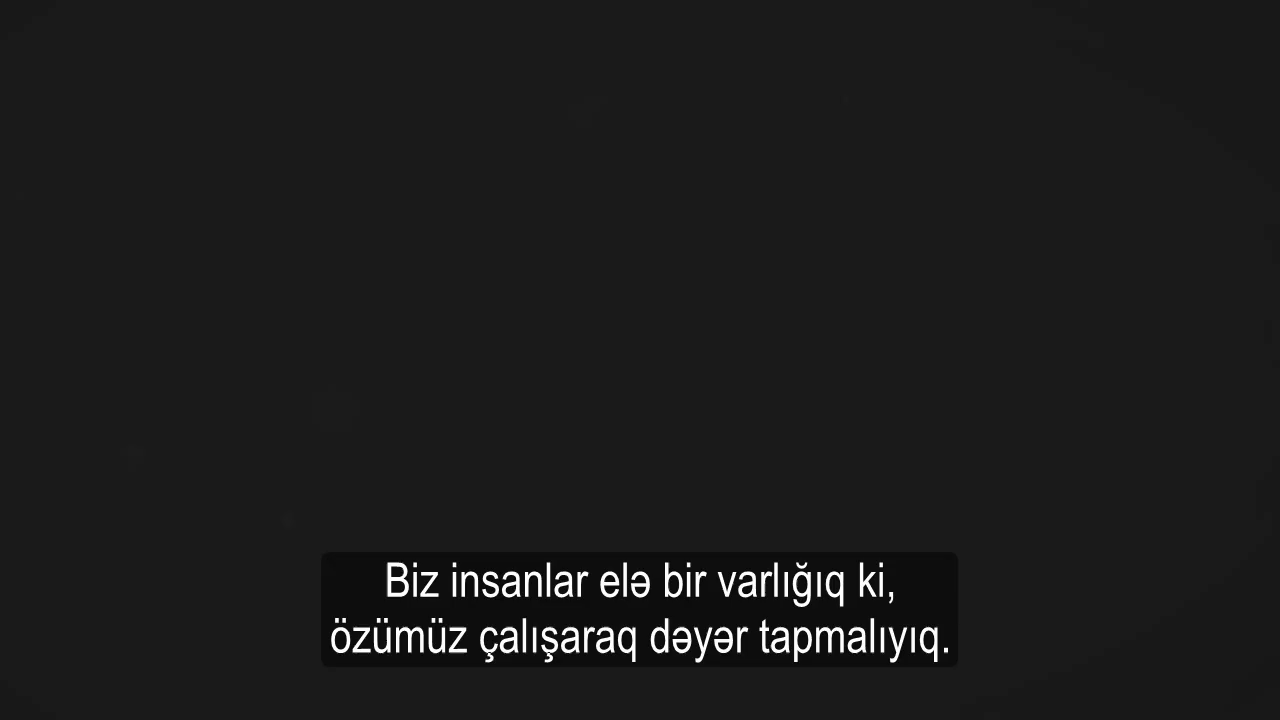 Biz insanlar elə bir varlığıq ki,
özümüz çalışaraq dəyər tapmalıyıq.